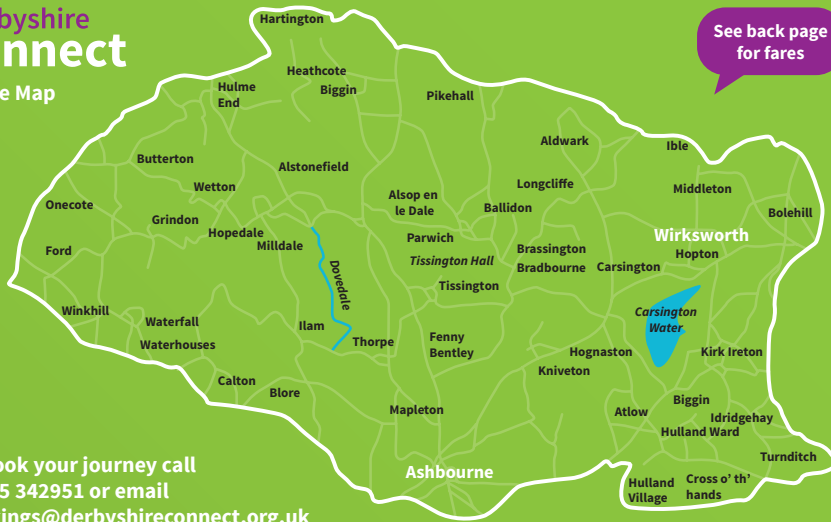 byshire
nnect
e Map
See back page
for fares
Hartington
Heathcote
Hulme
End
Biggin
Pikehall
Aldwark
Ible
Butterton
Alstonefield
Wetton
Longcliffe
Middleton
Onecote
Alsop en
le Dale
Ballidon
Bolehill
Grindon
Hopedale
Milldale
Parwich
Wirksworth
Ford
Brassington
Hopton
Tissington Hall
Bradbourne
Carsington
Dovedale
Tissington
Winkhill
Waterfall
Ilam
Carsington
Water
Waterhouses
Thorpe
Fenny
Bentley
Hognaston
Kirk Ireton
Kniveton
Calton
Blore
Mapleton
Atlow
Biggin
Idridgehay
Hulland Ward
Turnditch
Ashbourne
Hulland
Village
Cross o' th'
hands
ook your journey call
5 342951 or email
ings@derbyshireconnect.org.uk